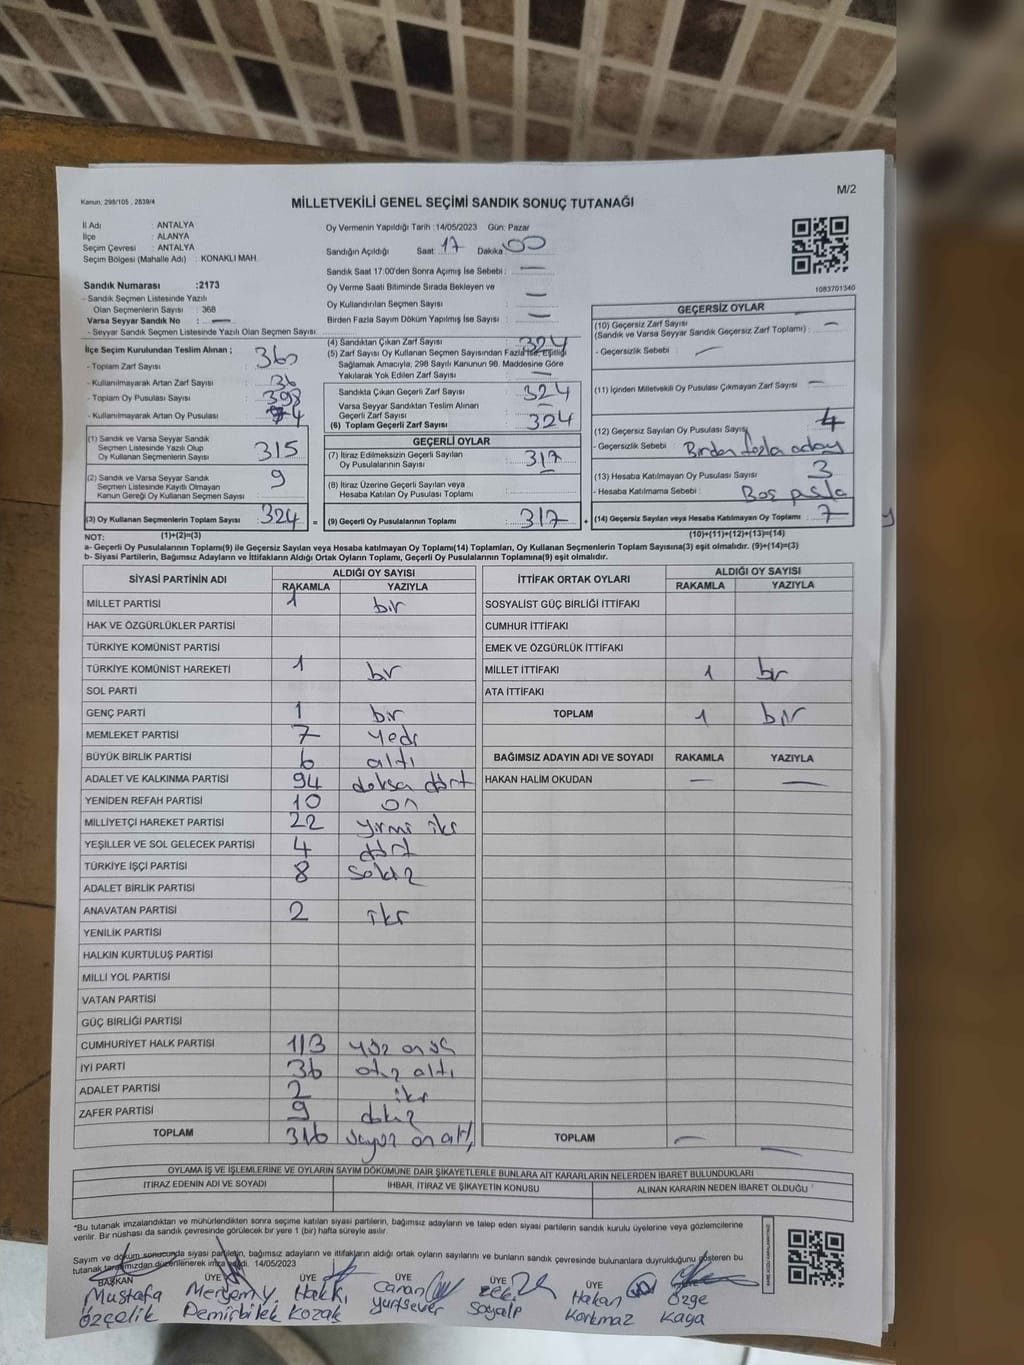 Kanun, 298/105, 2839/4
M/2
MİLLETVEKİLİ GENEL SEÇİMİ SANDIK SONUÇ TUTANAĞI
İl Adı : ANTALYA
İlçe : ALANYA
Seçim Çevresi : ANTALYA
Seçim Bölgesi (Mahalle Adı) : KONAKLI MAH.
Sandık Numarası :2173
- Sandık Seçmen Listesinde Yazılı
Olan Seçmenlerin Sayısı : 368
Varsa Seyyar Sandık No : —
- Seyyar Sandık Seçmen Listesinde Yazılı Olan Seçmen Sayısı:
Oy Vermenin Yapıldığı Tarih :14/05/2023 Gün: Pazar
Sandığın Açıldığı Saat 17 Dakika 00
Sandık Saat 17:00'den Sonra Açımış İse Sebebi : —
Oy Verme Saati Bitiminde Sırada Bekleyen ve
Oy Kullandırılan Seçmen Sayısı —
Birden Fazla Sayım Döküm Yapılmış İse Sayısı : —
1083701340
İlçe Seçim Kurulundan Teslim Alınan ;
- Toplam Zarf Sayısı : 360
- Kullanılmayarak Artan Zarf Sayısı : 36
- Toplam Oy Pusulası Sayısı : 398
- Kullanılmayarak Artan Oy Pusulası : 74
(1) Sandık ve Varsa Seyyar Sandık
Seçmen Listesinde Yazılı Olup
Oy Kullanan Seçmenlerin Sayısı 315
(2) Sandık ve Varsa Seyyar Sandık
Seçmen Listesinde Kayıtlı Olmayan
Kanun Gereği Oy Kullanan Seçmen Sayısı : 9
(3) Oy Kullanan Seçmenlerin Toplam Sayısı 324 =
(4) Sandıktan Çıkan Zarf Sayısı : 324
(5) Zarf Sayısı Oy Kullanan Seçmen Sayısından Fazla İse, Eşitliği
Sağlamak Amacıyla, 298 Sayılı Kanunun 98. Maddesine Göre
Yakılarak Yok Edilen Zarf Sayısı : —
Sandıkta Çıkan Geçerli Zarf Sayısı : 324
Varsa Seyyar Sandıktan Teslim Alınan
Geçerli Zarf Sayısı : —
(6) Toplam Geçerli Zarf Sayısı : 324
GEÇERLİ OYLAR
(7) İtiraz Edilmeksizin Geçerli Sayılan
Oy Pusulalarının Sayısı : 317
(8) İtiraz Üzerine Geçerli Sayılan veya
Hesaba Katılan Oy Pusulası Toplamı : —
(9) Geçerli Oy Pusulalarının Toplamı : 317 +
GEÇERSİZ OYLAR
(10) Geçersiz Zarf Sayısı
(Sandık ve Varsa Seyyar Sandık Geçersiz Zarf Toplamı) : —
- Geçersizlik Sebebi : —
(11) İçinden Milletvekili Oy Pusulası Çıkmayan Zarf Sayısı : —
(12) Geçersiz Sayılan Oy Pusulası Sayısı : 4
- Geçersizlik Sebebi : Birden fazla aday
(13) Hesaba Katılmayan Oy Pusulası Sayısı : 3
- Hesaba Katılmama Sebebi : Boş pusla
(14) Geçersiz Sayılan veya Hesaba Katılmayan Oy Toplamı : 7
NOT: (1)+(2)=(3) (10)+(11)+(12)+(13)=(14)
a- Geçerli Oy Pusulalarının Toplamı(9) ile Geçersiz Sayılan veya Hesaba katılmayan Oy Toplam(14) Toplamları, Oy Kullanan Seçmenlerin Toplam Sayısına(3) eşit olmalıdır. (9)+(14)=(3)
b- Siyasi Partilerin, Bağımsız Adayların ve İttifakların Aldığı Ortak Oyların Toplamı, Geçerli Oy Pusulalarının Toplamına(9) eşit olmalıdır.
SİYASİ PARTİNİN ADI ALDIĞI OY SAYISI
RAKAMLA YAZIYLA
MİLLET PARTİSİ 1 bir
HAK VE ÖZGÜRLÜKLER PARTİSİ
TÜRKİYE KOMÜNİST PARTİSİ
TÜRKİYE KOMÜNİST HAREKETİ 1 bir
SOL PARTİ
GENÇ PARTİ 1 bir
MEMLEKET PARTİSİ 7 yedi
BÜYÜK BİRLİK PARTİSİ 6 altı
ADALET VE KALKINMA PARTİSİ 94 doksa dört
YENİDEN REFAH PARTİSİ 10 on
MİLLİYETÇİ HAREKET PARTİSİ 22 yirmi iki
YEŞİLLER VE SOL GELECEK PARTİSİ 4 dört
TÜRKİYE İŞÇİ PARTİSİ 8 sekiz
ADALET BİRLİK PARTİSİ
ANAVATAN PARTİSİ 2 iki
YENİLİK PARTİSİ
HALKIN KURTULUŞ PARTİSİ
MİLLİ YOL PARTİSİ
VATAN PARTİSİ
GÜÇ BİRLİĞİ PARTİSİ
CUMHURİYET HALK PARTİSİ 113 yüz on üç
İYİ PARTİ 36 otuz altı
ADALET PARTİSİ 2 iki
ZAFER PARTİSİ 9 dokuz
TOPLAM 316 üçyüz on altı
İTTİFAK ORTAK OYLARI ALDIĞI OY SAYISI
RAKAMLA YAZIYLA
SOSYALİST GÜÇ BİRLİĞİ İTTİFAKI
CUMHUR İTTİFAKI
EMEK VE ÖZGÜRLÜK İTTİFAKI
MİLLET İTTİFAKI 1 bir
ATA İTTİFAKI
TOPLAM 1 bir
BAĞIMSIZ ADAYIN ADI VE SOYADI RAKAMLA YAZIYLA
HAKAN HALİM OKUDAN — —
TOPLAM — —
OYLAMA İŞ VE İŞLEMLERİNE VE OYLARIN SAYIM DÖKÜMÜNE DAİR ŞİKAYETLERLE BUNLARA AİT KARARLARIN NELERDEN İBARET BULUNDUKLARI
İTİRAZ EDENİN ADI VE SOYADI İHBAR, İTİRAZ VE ŞİKAYETİN KONUSU ALINAN KARARIN NEDEN İBARET OLDUĞU
*Bu tutanak imzalandıktan ve mühürlendikten sonra seçime katılan siyasi partilerin, bağımsız adayların ve talep eden siyasi partilerin sandık kurulu üyelerine veya gözlemcilerine
verilir. Bir nüshası da sandık çevresinde görülecek bir yere 1 (bir) hafta süreyle asılır.
Sayım ve döküm sonucunda siyasi partilerin, bağımsız adayların ve ittifakların aldığı ortak oyların sayılarını ve bunların sandık çevresinde bulunanlara duyrulduğunu gösteren bu
tutanak tarafımızdan düzenlenerek imza edildi. 14/05/2023
BAŞKAN ÜYE ÜYE ÜYE ÜYE ÜYE
Mustafa Meryem y. Hakkı Canan Zeki Hakan Özge
Özçelik Demirbilek Kozak Yurtsever Soyalp Korkmaz Kaya